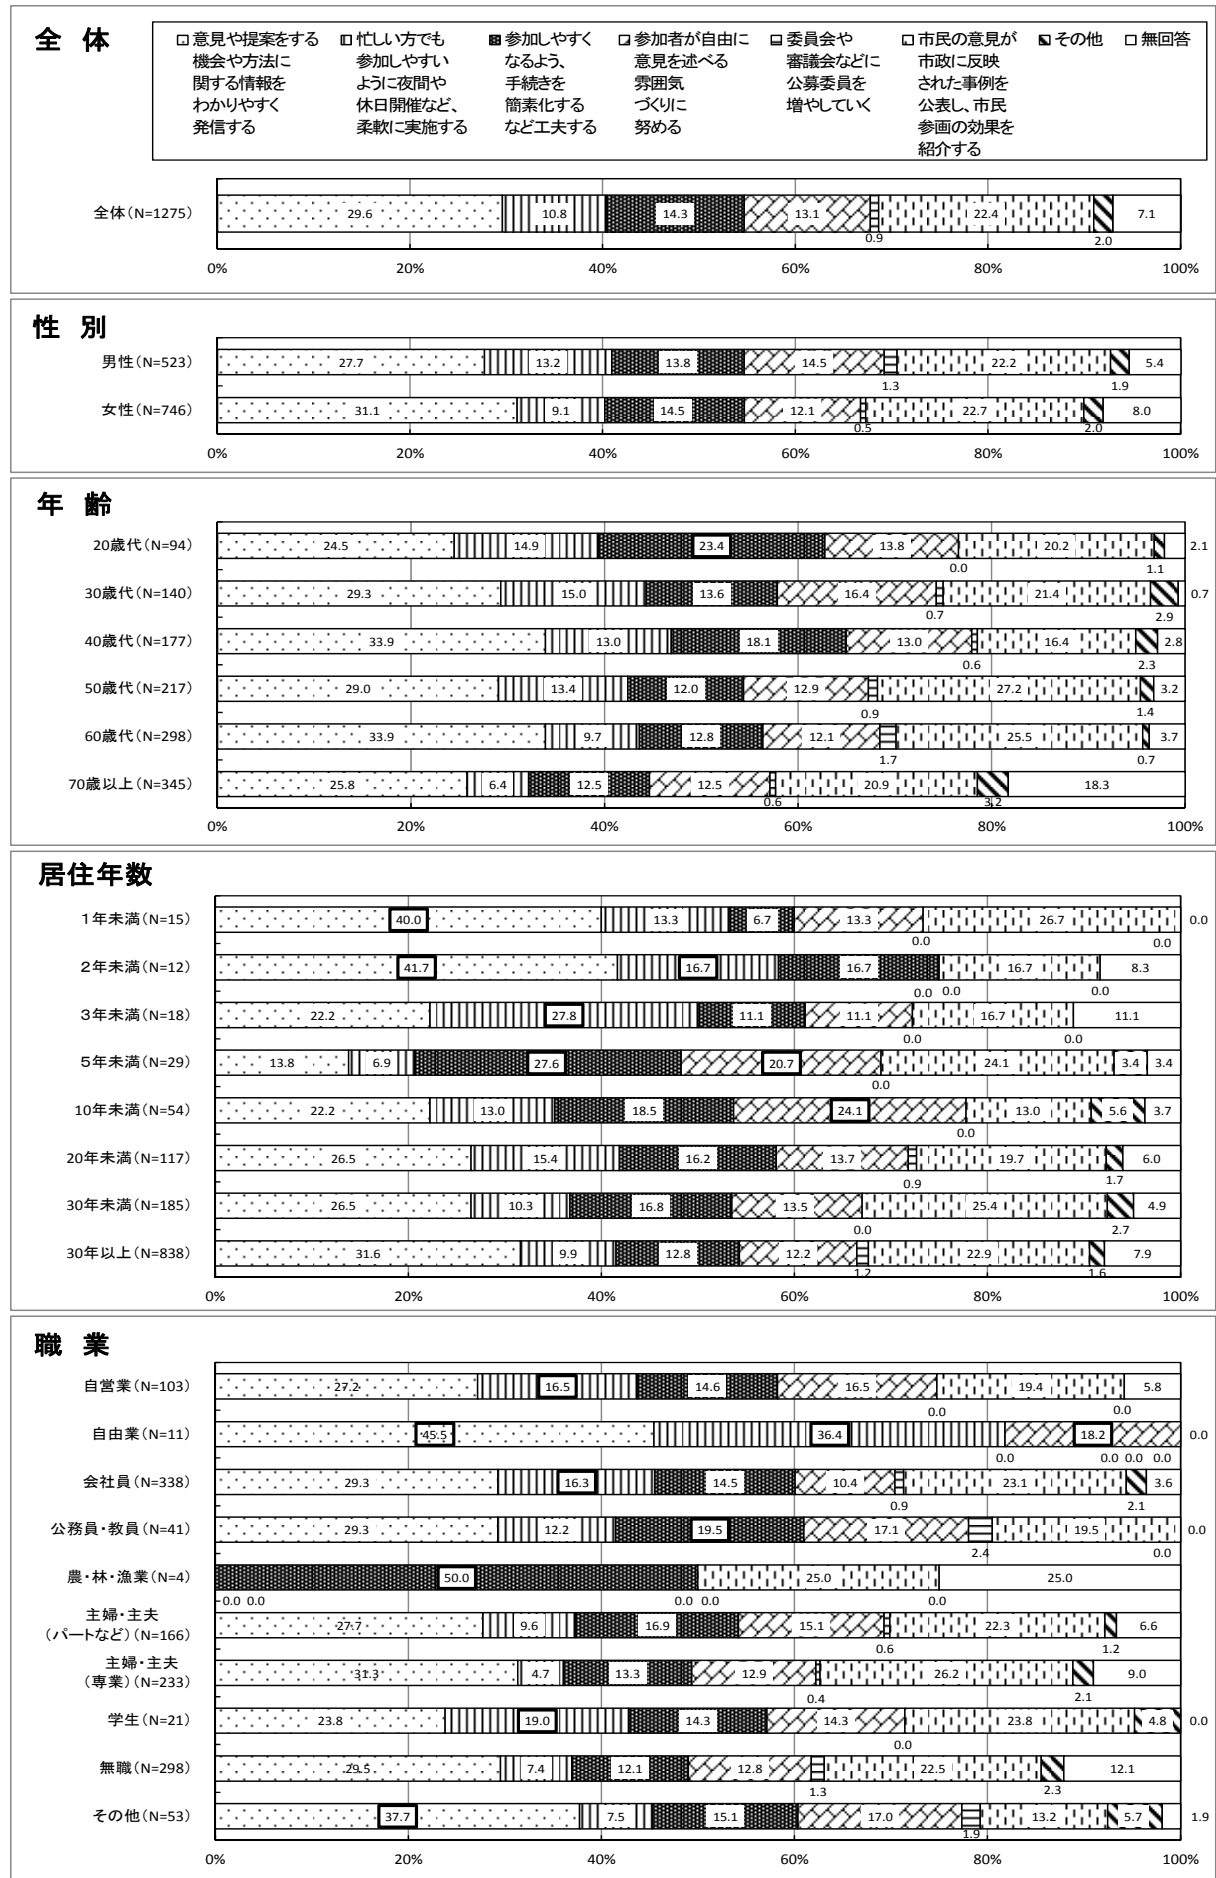 全 体
意見や提案をする
機会や方法に
関する情報を
わかりやすく
発信する
忙しい方でも
参加しやすい
ように夜間や
休日開催など、
柔軟に実施する
参加しやすく
なるよう、
手続きを
簡素化する
など工夫する
参加者が自由に
意見を述べる
雰囲気
づくりに
努める
委員会や
審議会などに
公募委員を
増やしていく
市民の意見が
市政に反映
された事例を
公表し、市民
参画の効果を
紹介する
その他
無回答
全体(N=1275) 29.6 10.8 14.3 13.1 22.4 7.1
0.9 2.0
0% 20% 40% 60% 80% 100%
性 別
男性(N=523) 27.7 13.2 13.8 14.5 22.2 5.4
1.3 1.9
女性(N=746) 31.1 9.1 14.5 12.1 22.7 8.0
0.5 2.0
0% 20% 40% 60% 80% 100%
年 齢
20歳代(N=94) 24.5 14.9 23.4 13.8 20.2 2.1
0.0 1.1
30歳代(N=140) 29.3 15.0 13.6 16.4 21.4 0.7
0.7 2.9
40歳代(N=177) 33.9 13.0 18.1 13.0 16.4 2.8
0.6 2.3
50歳代(N=217) 29.0 13.4 12.0 12.9 27.2 3.2
0.9 1.4
60歳代(N=298) 33.9 9.7 12.8 12.1 25.5 3.7
1.7 0.7
70歳以上(N=345) 25.8 6.4 12.5 12.5 20.9 18.3
0.6 3.2
0% 20% 40% 60% 80% 100%
居住年数
1年未満(N=15) 40.0 13.3 6.7 13.3 26.7 0.0
0.0 0.0
2年未満(N=12) 41.7 16.7 16.7 16.7 8.3
0.0 0.0 0.0
3年未満(N=18) 22.2 27.8 11.1 11.1 16.7 11.1
0.0 0.0
5年未満(N=29) 13.8 6.9 27.6 20.7 24.1 3.4 3.4
0.0
10年未満(N=54) 22.2 13.0 18.5 24.1 13.0 5.6 3.7
0.0
20年未満(N=117) 26.5 15.4 16.2 13.7 19.7 6.0
0.9 1.7
30年未満(N=185) 26.5 10.3 16.8 13.5 25.4 4.9
0.0 2.7
30年以上(N=838) 31.6 9.9 12.8 12.2 22.9 7.9
1.2 1.6
0% 20% 40% 60% 80% 100%
職 業
自営業(N=103) 27.2 16.5 14.6 16.5 19.4 5.8
0.0 0.0
自由業(N=11) 45.5 36.4 18.2 0.0
0.0 0.0 0.0 0.0
会社員(N=338) 29.3 16.3 14.5 10.4 23.1 3.6
0.9 2.1
公務員・教員(N=41) 29.3 12.2 19.5 17.1 19.5 0.0
2.4 0.0
農・林・漁業(N=4) 50.0 25.0 25.0
0.0 0.0 0.0 0.0 0.0
主婦・主夫
(パートなど)(N=166) 27.7 9.6 16.9 15.1 22.3 6.6
0.6 1.2
主婦・主夫
(専業)(N=233) 31.3 4.7 13.3 12.9 26.2 9.0
0.4 2.1
学生(N=21) 23.8 19.0 14.3 14.3 23.8 4.8 0.0
0.0
無職(N=298) 29.5 7.4 12.1 12.8 22.5 12.1
1.3 2.3
その他(N=53) 37.7 7.5 15.1 17.0 13.2 5.7 1.9
1.9
0% 20% 40% 60% 80% 100%